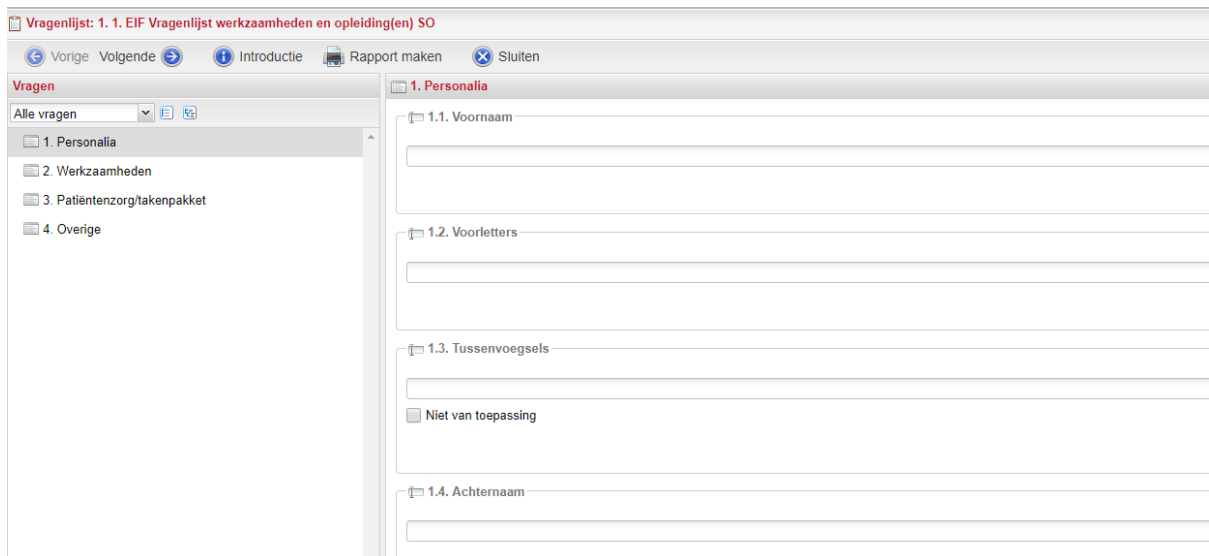 Vragenlijst: 1. 1. EIF Vragenlijst werkzaamheden en opleiding(en) SO
Vorige Volgende Introductie Rapport maken Sluiten
Vragen
Alle vragen
1. Personalia
2. Werkzaamheden
3. Patiëntenzorg/takenpakket
4. Overige
1. Personalia
1.1. Voornaam
1.2. Voorletters
1.3. Tussenvoegsels
Niet van toepassing
1.4. Achternaam